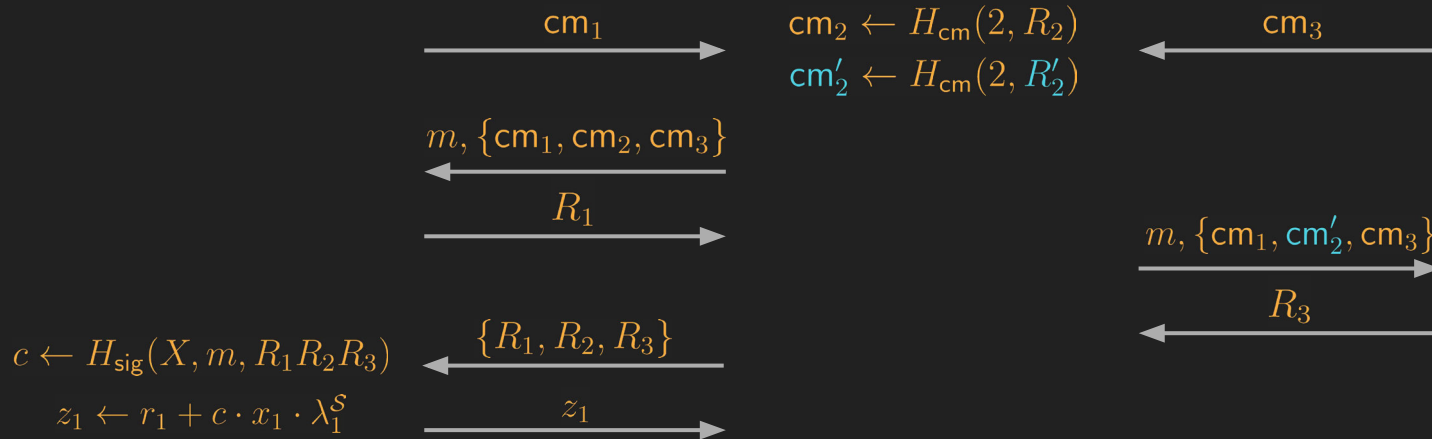 cm₁
cm₂ ← H_cm(2, R₂)
cm₃
cm′₂ ← H_cm(2, R′₂)
m, {cm₁, cm₂, cm₃}
R₁
m, {cm₁, cm′₂, cm₃}
R₃
{R₁, R₂, R₃}
c ← H_sig(X, m, R₁R₂R₃)
z₁ ← r₁ + c · x₁ · λ₁^𝒮
z₁